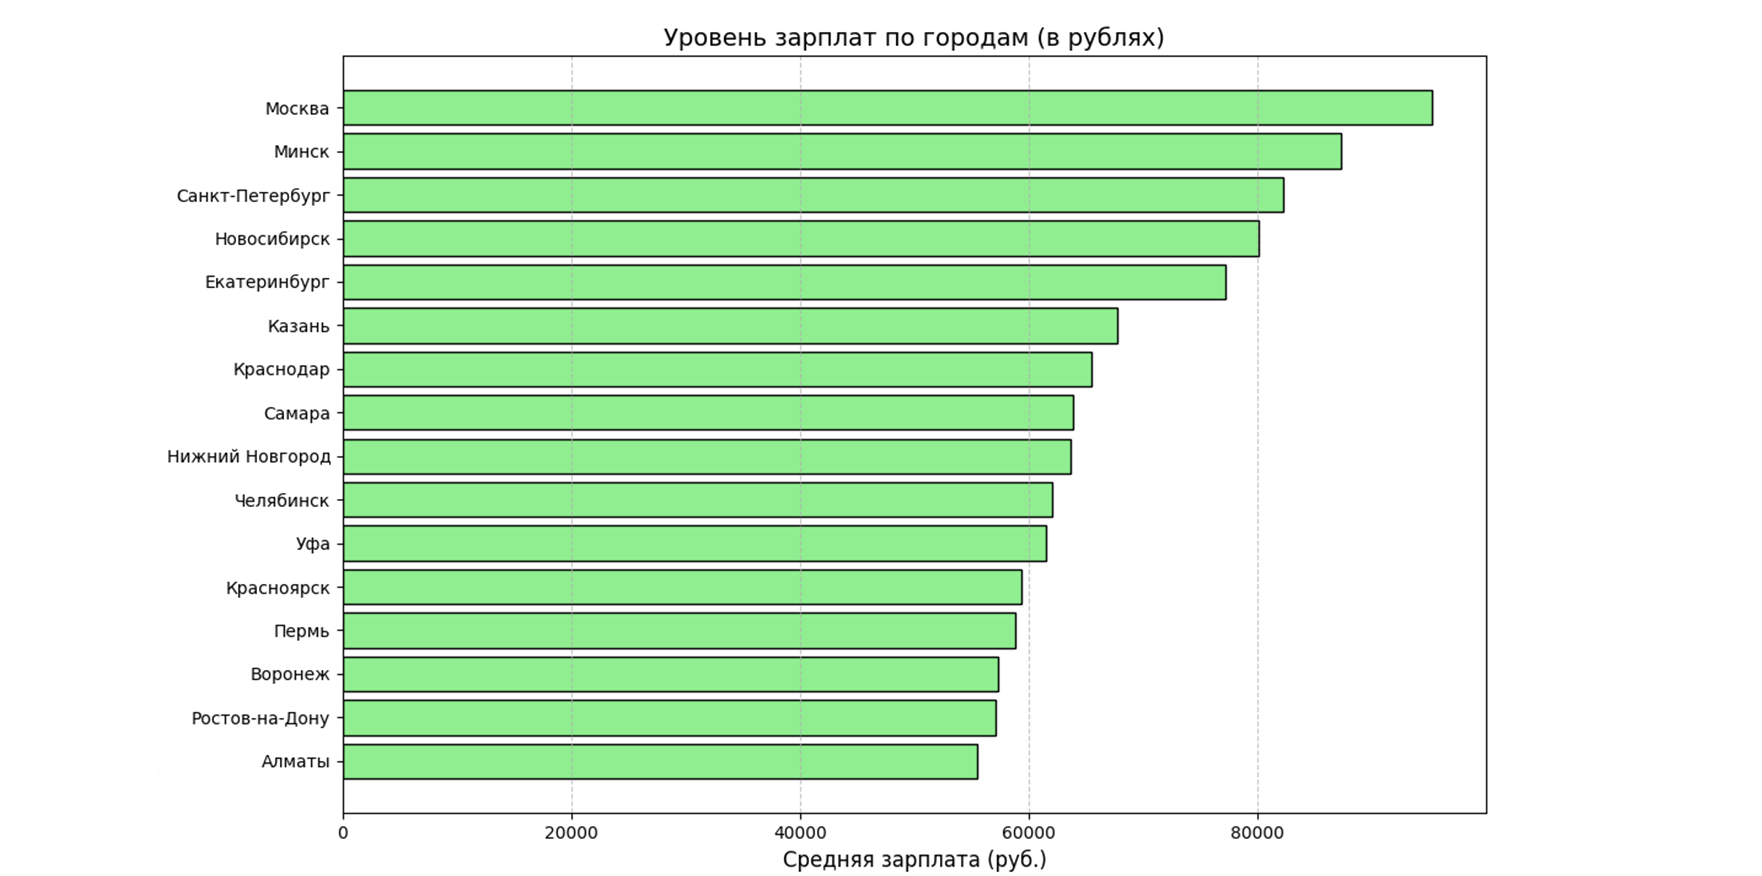 Уровень зарплат по городам (в рублях)
Москва
Минск
Санкт-Петербург
Новосибирск
Екатеринбург
Казань
Краснодар
Самара
Нижний Новгород
Челябинск
Уфа
Красноярск
Пермь
Воронеж
Ростов-на-Дону
Алматы
0 20000 40000 60000 80000
Средняя зарплата (руб.)